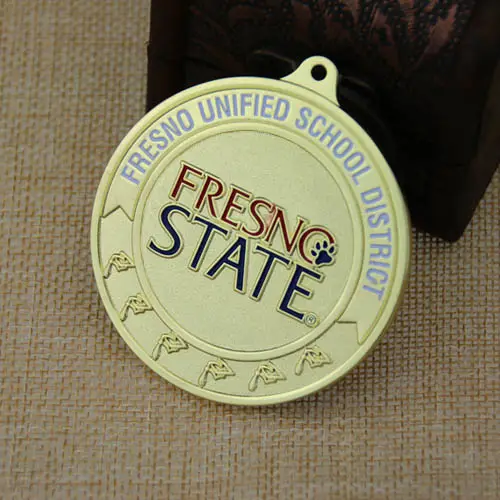 FRESNO UNIFIED SCHOOL DISTRICT
FRESNO
STATE®